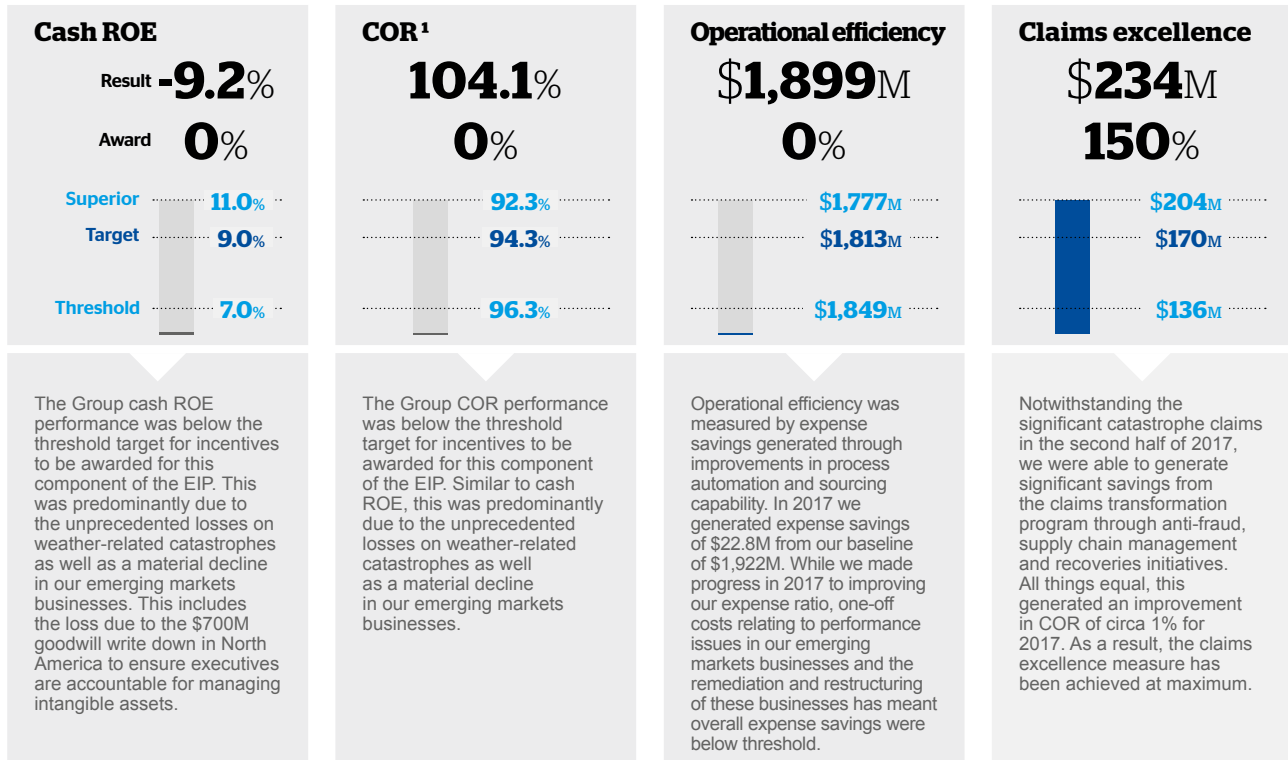 Cash ROE
Result -9.2%
Award 0%
Superior 11.0%
Target 9.0%
Threshold 7.0%
The Group cash ROE
performance was below the
threshold target for incentives
to be awarded for this
component of the EIP. This
was predominantly due to
the unprecedented losses on
weather-related catastrophes
as well as a material decline
in our emerging markets
businesses. This includes
the loss due to the $700M
goodwill write down in North
America to ensure executives
are accountable for managing
intangible assets.
COR ¹
104.1%
0%
92.3%
94.3%
96.3%
The Group COR performance
was below the threshold
target for incentives to be
awarded for this component
of the EIP. Similar to cash
ROE, this was predominantly
due to the unprecedented
losses on weather-related
catastrophes as well
as a material decline
in our emerging markets
businesses.
Operational efficiency
$1,899M
0%
$1,777M
$1,813M
$1,849M
Operational efficiency was
measured by expense
savings generated through
improvements in process
automation and sourcing
capability. In 2017 we
generated expense savings
of $22.8M from our baseline
of $1,922M. While we made
progress in 2017 to improving
our expense ratio, one-off
costs relating to performance
issues in our emerging
markets businesses and the
remediation and restructuring
of these businesses has meant
overall expense savings were
below threshold.
Claims excellence
$234M
150%
$204M
$170M
$136M
Notwithstanding the
significant catastrophe claims
in the second half of 2017,
we were able to generate
significant savings from
the claims transformation
program through anti-fraud,
supply chain management
and recoveries initiatives.
All things equal, this
generated an improvement
in COR of circa 1% for
2017. As a result, the claims
excellence measure has
been achieved at maximum.